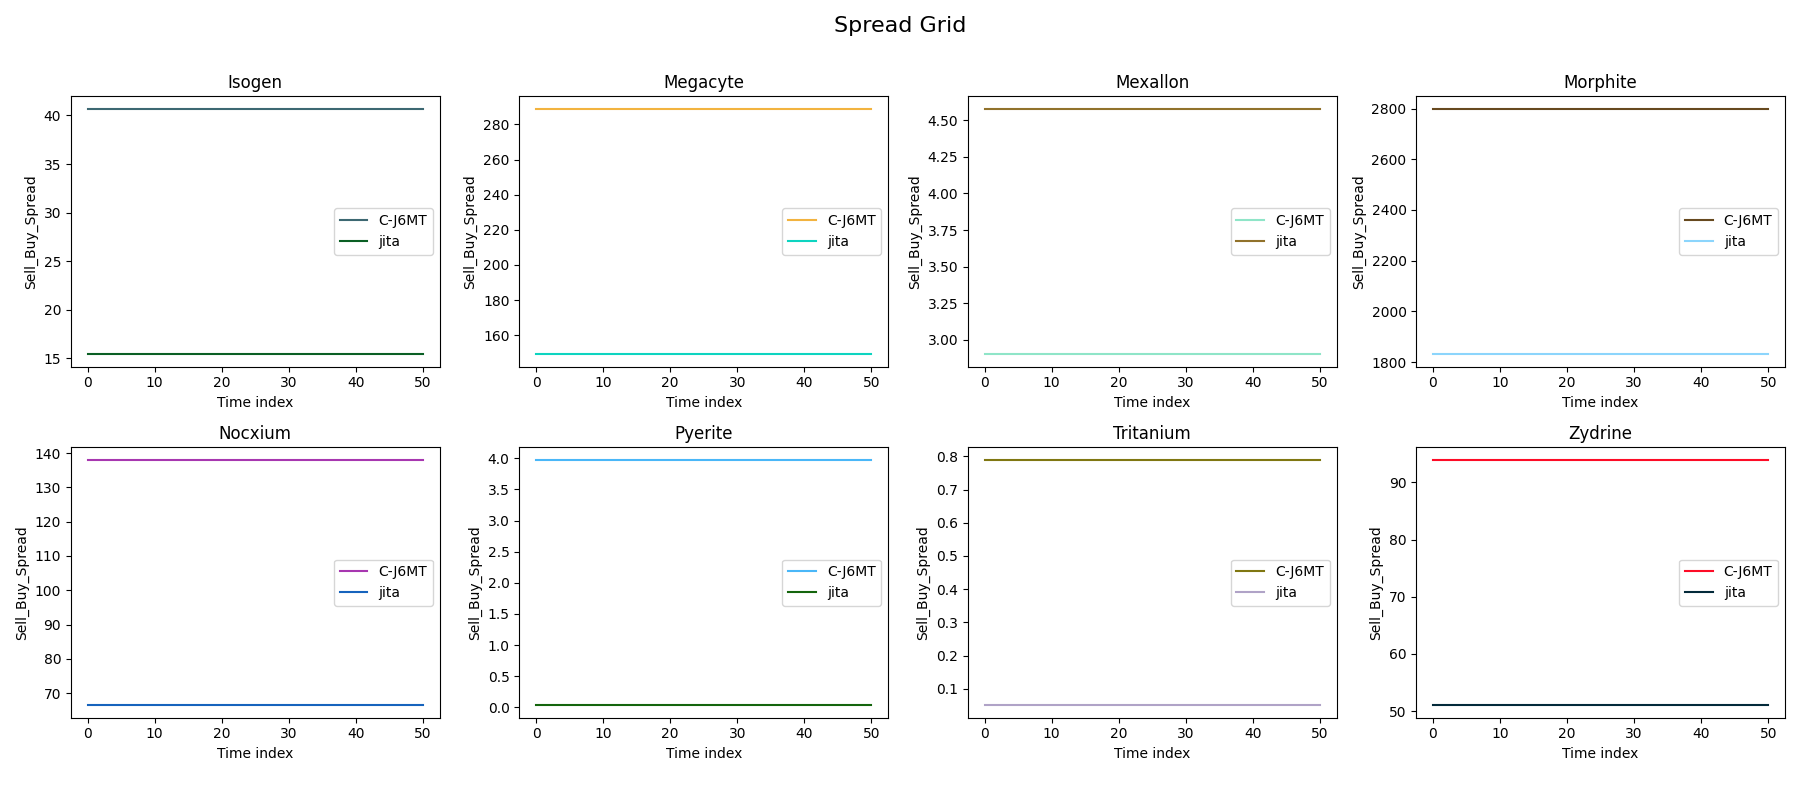 Spread Grid
Isogen
40
35
30
25
20
15
Sell_Buy_Spread
C-J6MT
jita
0 10 20 30 40 50
Time index
Megacyte
280
260
240
220
200
180
160
Sell_Buy_Spread
C-J6MT
jita
0 10 20 30 40 50
Time index
Mexallon
4.50
4.25
4.00
3.75
3.50
3.25
3.00
Sell_Buy_Spread
C-J6MT
jita
0 10 20 30 40 50
Time index
Morphite
2800
2600
2400
2200
2000
1800
Sell_Buy_Spread
C-J6MT
jita
0 10 20 30 40 50
Time index
Nocxium
140
130
120
110
100
90
80
70
Sell_Buy_Spread
C-J6MT
jita
0 10 20 30 40 50
Time index
Pyerite
4.0
3.5
3.0
2.5
2.0
1.5
1.0
0.5
0.0
Sell_Buy_Spread
C-J6MT
jita
0 10 20 30 40 50
Time index
Tritanium
0.8
0.7
0.6
0.5
0.4
0.3
0.2
0.1
Sell_Buy_Spread
C-J6MT
jita
0 10 20 30 40 50
Time index
Zydrine
90
80
70
60
50
Sell_Buy_Spread
C-J6MT
jita
0 10 20 30 40 50
Time index